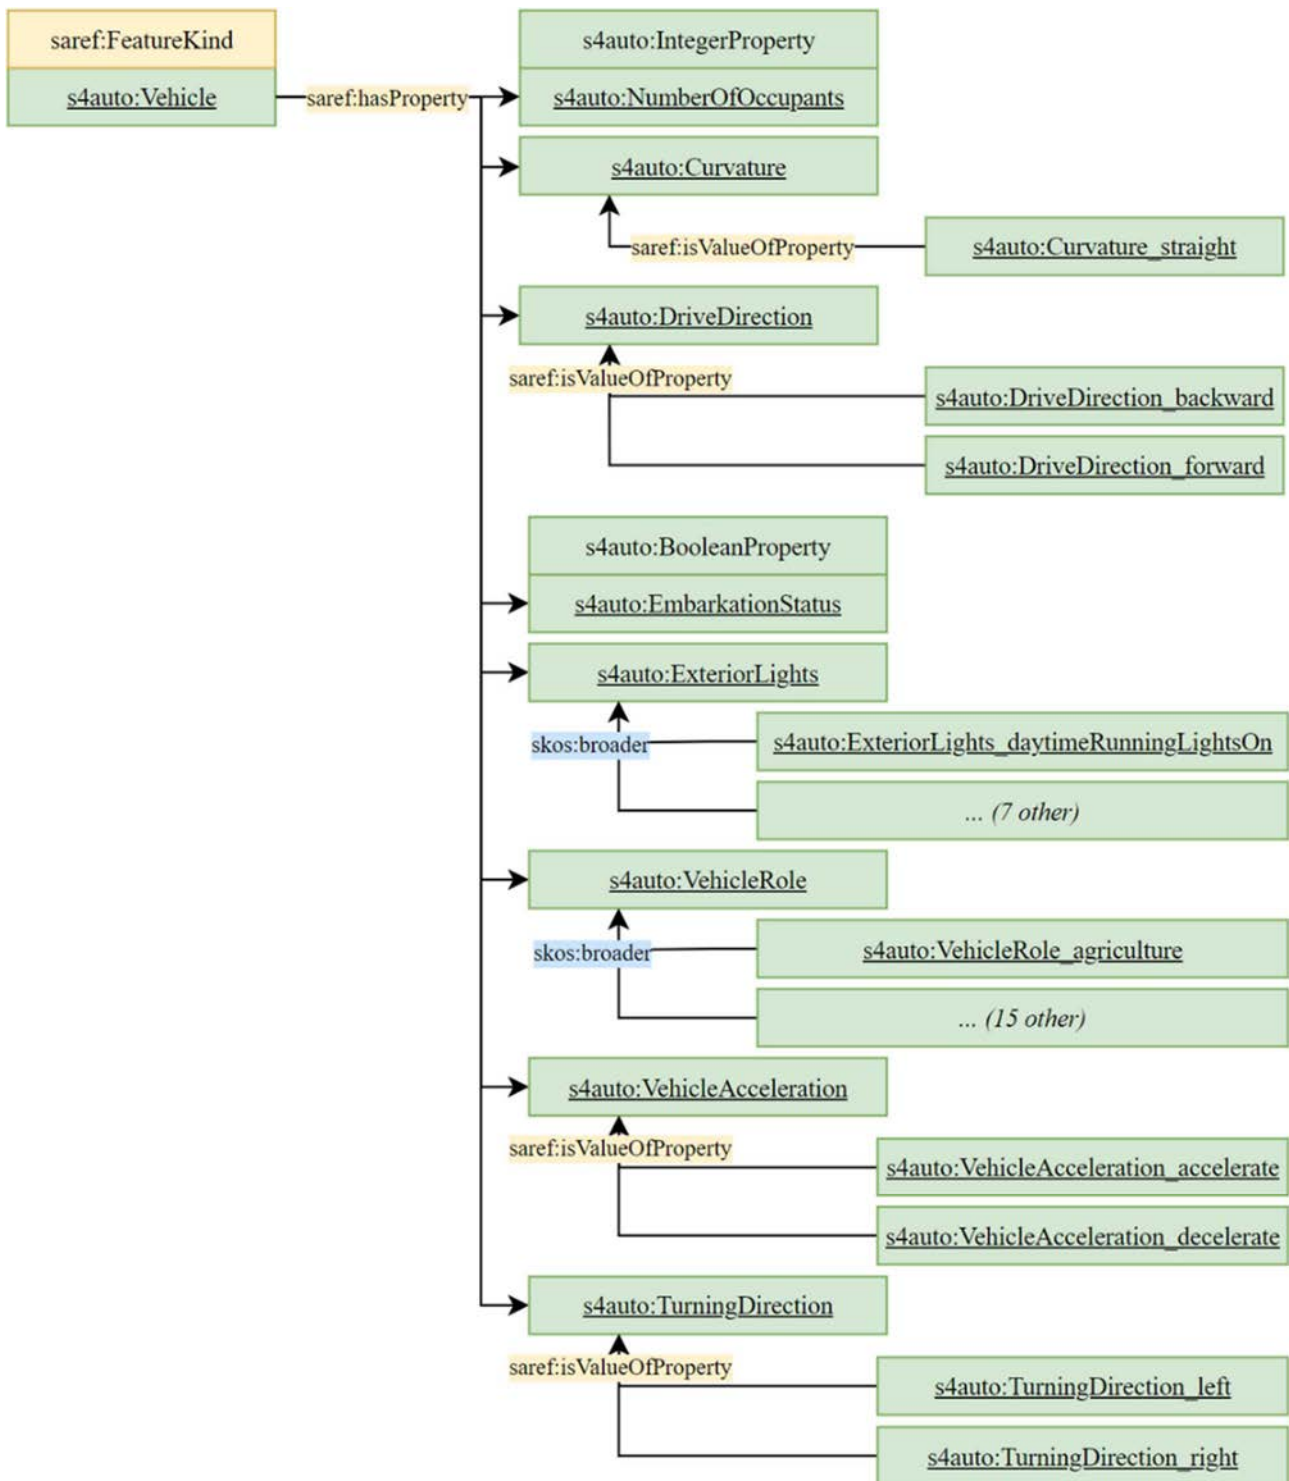 saref:FeatureKind
s4auto:Vehicle
saref:hasProperty
s4auto:IntegerProperty
s4auto:NumberOfOccupants
s4auto:Curvature
saref:isValueOfProperty
s4auto:Curvature_straight
s4auto:DriveDirection
saref:isValueOfProperty
s4auto:DriveDirection_backward
s4auto:DriveDirection_forward
s4auto:BooleanProperty
s4auto:EmbarkationStatus
s4auto:ExteriorLights
skos:broader
s4auto:ExteriorLights_daytimeRunningLightsOn
... (7 other)
s4auto:VehicleRole
skos:broader
s4auto:VehicleRole_agriculture
... (15 other)
s4auto:VehicleAcceleration
saref:isValueOfProperty
s4auto:VehicleAcceleration_accelerate
s4auto:VehicleAcceleration_decelerate
s4auto:TurningDirection
saref:isValueOfProperty
s4auto:TurningDirection_left
s4auto:TurningDirection_right